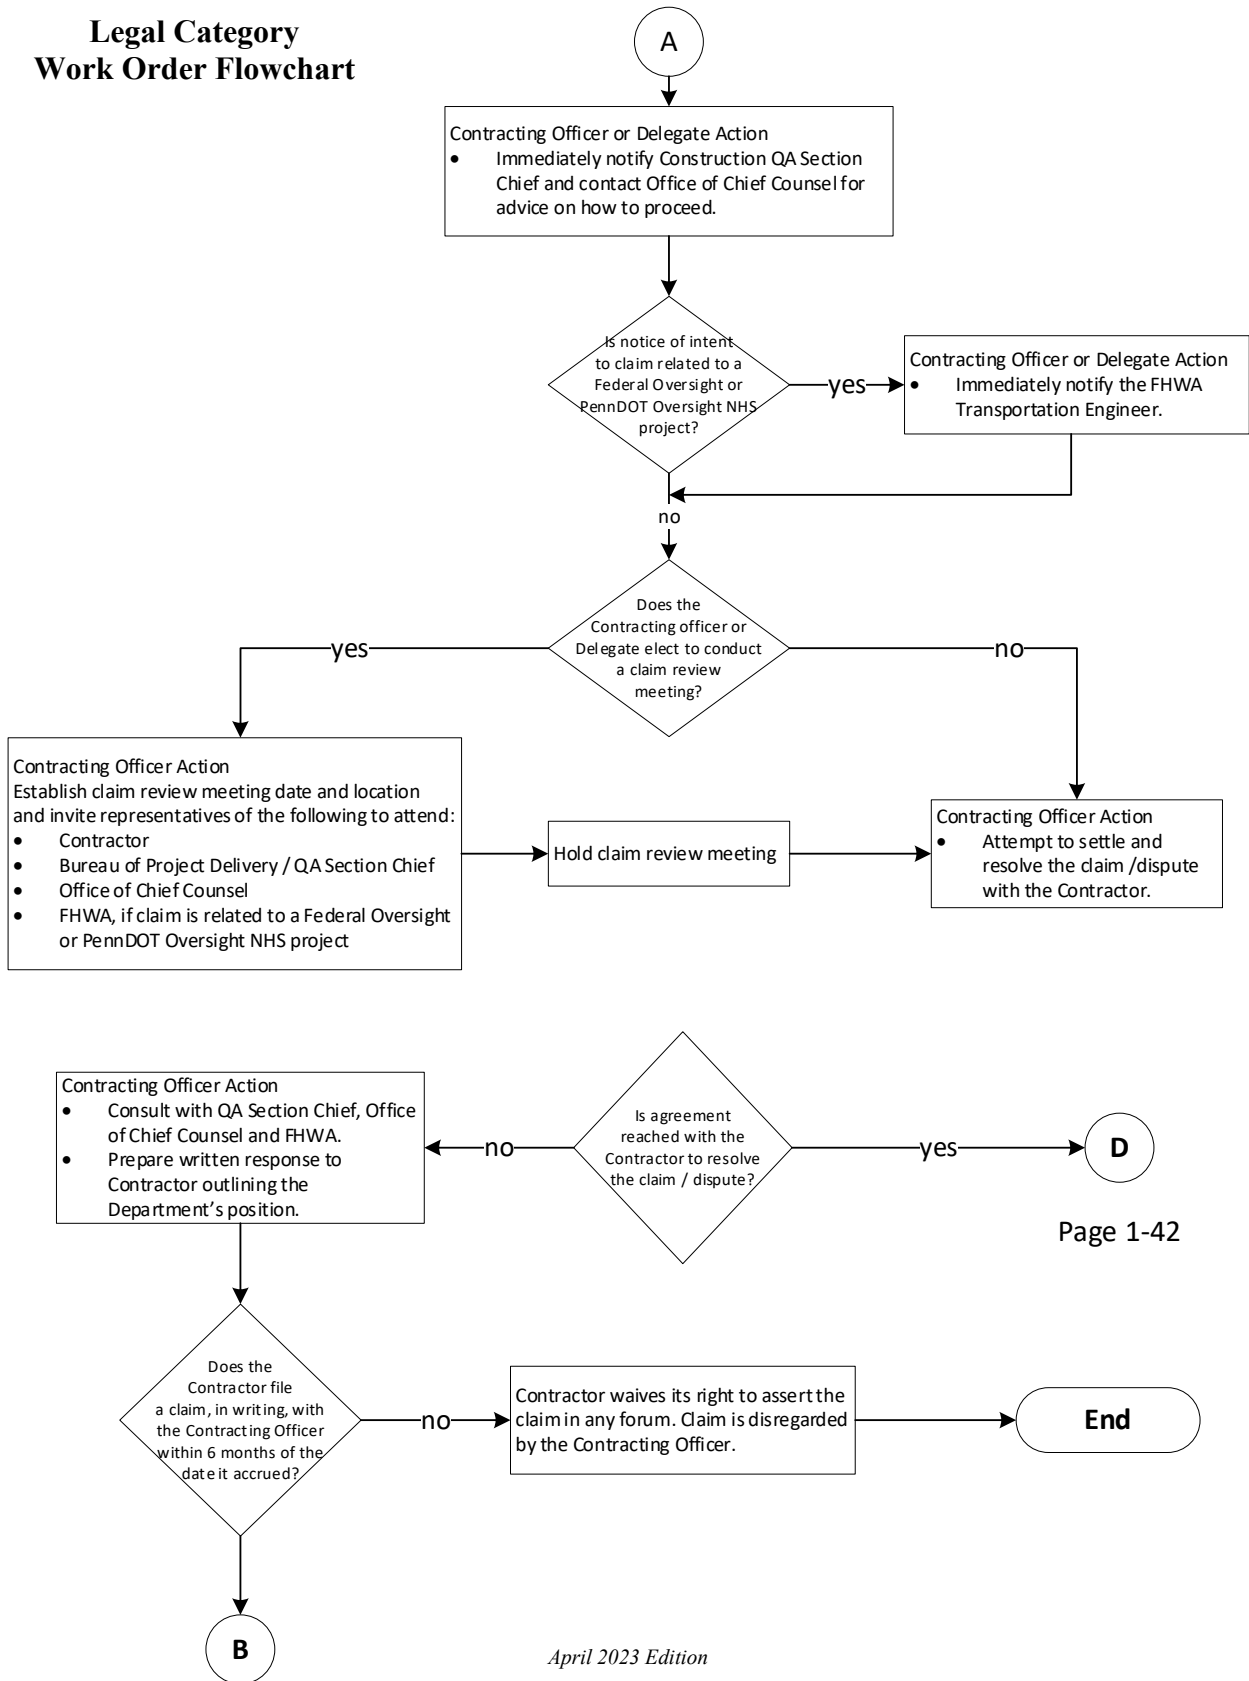 Legal Category
Work Order Flowchart
A
Contracting Officer or Delegate Action
• Immediately notify Construction QA Section
Chief and contact Office of Chief Counsel for
advice on how to proceed.
Is notice of intent
to claim related to a
Federal Oversight or
PennDOT Oversight NHS
project?
yes
Contracting Officer or Delegate Action
• Immediately notify the FHWA
Transportation Engineer.
no
Does the
Contracting officer or
Delegate elect to conduct
a claim review
meeting?
yes
no
Contracting Officer Action
Establish claim review meeting date and location
and invite representatives of the following to attend:
• Contractor
• Bureau of Project Delivery / QA Section Chief
• Office of Chief Counsel
• FHWA, if claim is related to a Federal Oversight
or PennDOT Oversight NHS project
Hold claim review meeting
Contracting Officer Action
• Attempt to settle and
resolve the claim /dispute
with the Contractor.
Contracting Officer Action
• Consult with QA Section Chief, Office
of Chief Counsel and FHWA.
• Prepare written response to
Contractor outlining the
Department’s position.
no
Is agreement
reached with the
Contractor to resolve
the claim / dispute?
yes
D
Page 1-42
Does the
Contractor file
a claim, in writing, with
the Contracting Officer
within 6 months of the
date it accrued?
no
Contractor waives its right to assert the
claim in any forum. Claim is disregarded
by the Contracting Officer.
End
B
April 2023 Edition